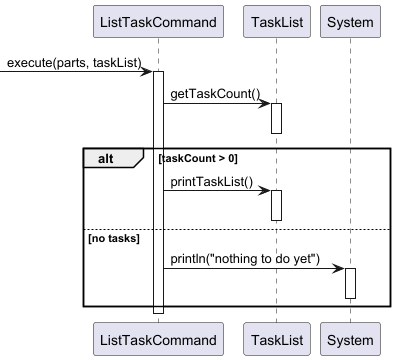 ListTaskCommand TaskList System
execute(parts, taskList)
getTaskCount()
alt [taskCount > 0]
printTaskList()
[no tasks]
println("nothing to do yet")
ListTaskCommand TaskList System